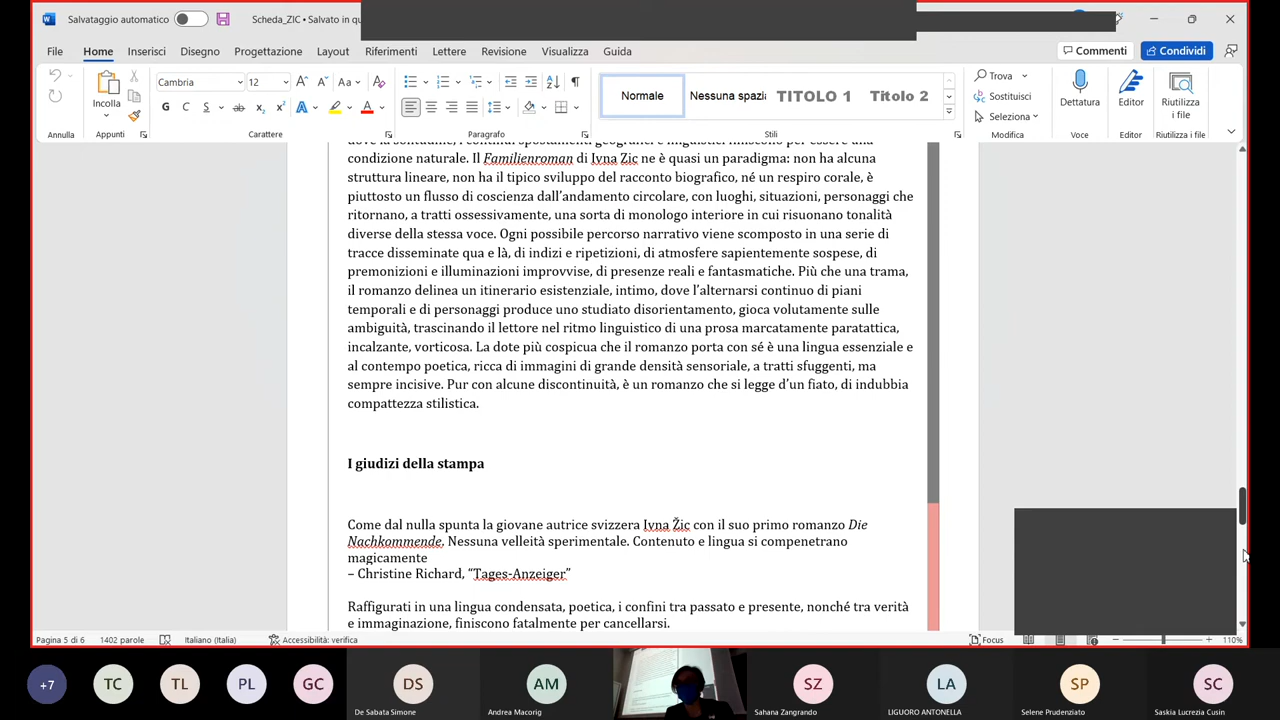 Salvataggio automatico
Scheda_ZIC • Salvato in qu
File Home Inserisci Disegno Progettazione Layout Riferimenti Lettere Revisione Visualizza Guida
Commenti
Condividi
Incolla
Cambria
12
Aa
G C S ab x₂ x² A A
Normale
Nessuna spazia
TITOLO 1
Titolo 2
Trova
Sostituisci
Seleziona
Dettatura
Editor
Riutilizza i file
Annulla
Appunti
Carattere
Paragrafo
Stili
Modifica
Voce
Editor
Riutilizza i file
condizione naturale. Il Familienroman di Ivna Zic ne è quasi un paradigma: non ha alcuna
struttura lineare, non ha il tipico sviluppo del racconto biografico, né un respiro corale, è
piuttosto un flusso di coscienza dall’andamento circolare, con luoghi, situazioni, personaggi che
ritornano, a tratti ossessivamente, una sorta di monologo interiore in cui risuonano tonalità
diverse della stessa voce. Ogni possibile percorso narrativo viene scomposto in una serie di
tracce disseminate qua e là, di indizi e ripetizioni, di atmosfere sapientemente sospese, di
premonizioni e illuminazioni improvvise, di presenze reali e fantasmatiche. Più che una trama,
il romanzo delinea un itinerario esistenziale, intimo, dove l’alternarsi continuo di piani
temporali e di personaggi produce uno studiato disorientamento, gioca volutamente sulle
ambiguità, trascinando il lettore nel ritmo linguistico di una prosa marcatamente paratattica,
incalzante, vorticosa. La dote più cospicua che il romanzo porta con sé è una lingua essenziale e
al contempo poetica, ricca di immagini di grande densità sensoriale, a tratti sfuggenti, ma
sempre incisive. Pur con alcune discontinuità, è un romanzo che si legge d’un fiato, di indubbia
compattezza stilistica.
I giudizi della stampa
Come dal nulla spunta la giovane autrice svizzera Ivna Žic con il suo primo romanzo Die
Nachkommende. Nessuna velleità sperimentale. Contenuto e lingua si compenetrano
magicamente
– Christine Richard, “Tages-Anzeiger”
Raffigurati in una lingua condensata, poetica, i confini tra passato e presente, nonché tra verità
e immaginazione, finiscono fatalmente per cancellarsi.
Pagina 5 di 6 1402 parole Italiano (Italia) Accessibilità: verifica Focus 110%
+7 TC TL PL GC DS AM SZ LA SP SC
De Sabata Simone
Andrea Macorig
Sahana Zangrando
LIGUORO ANTONELLA
Selene Prudenziato
Saskia Lucrezia Cusin